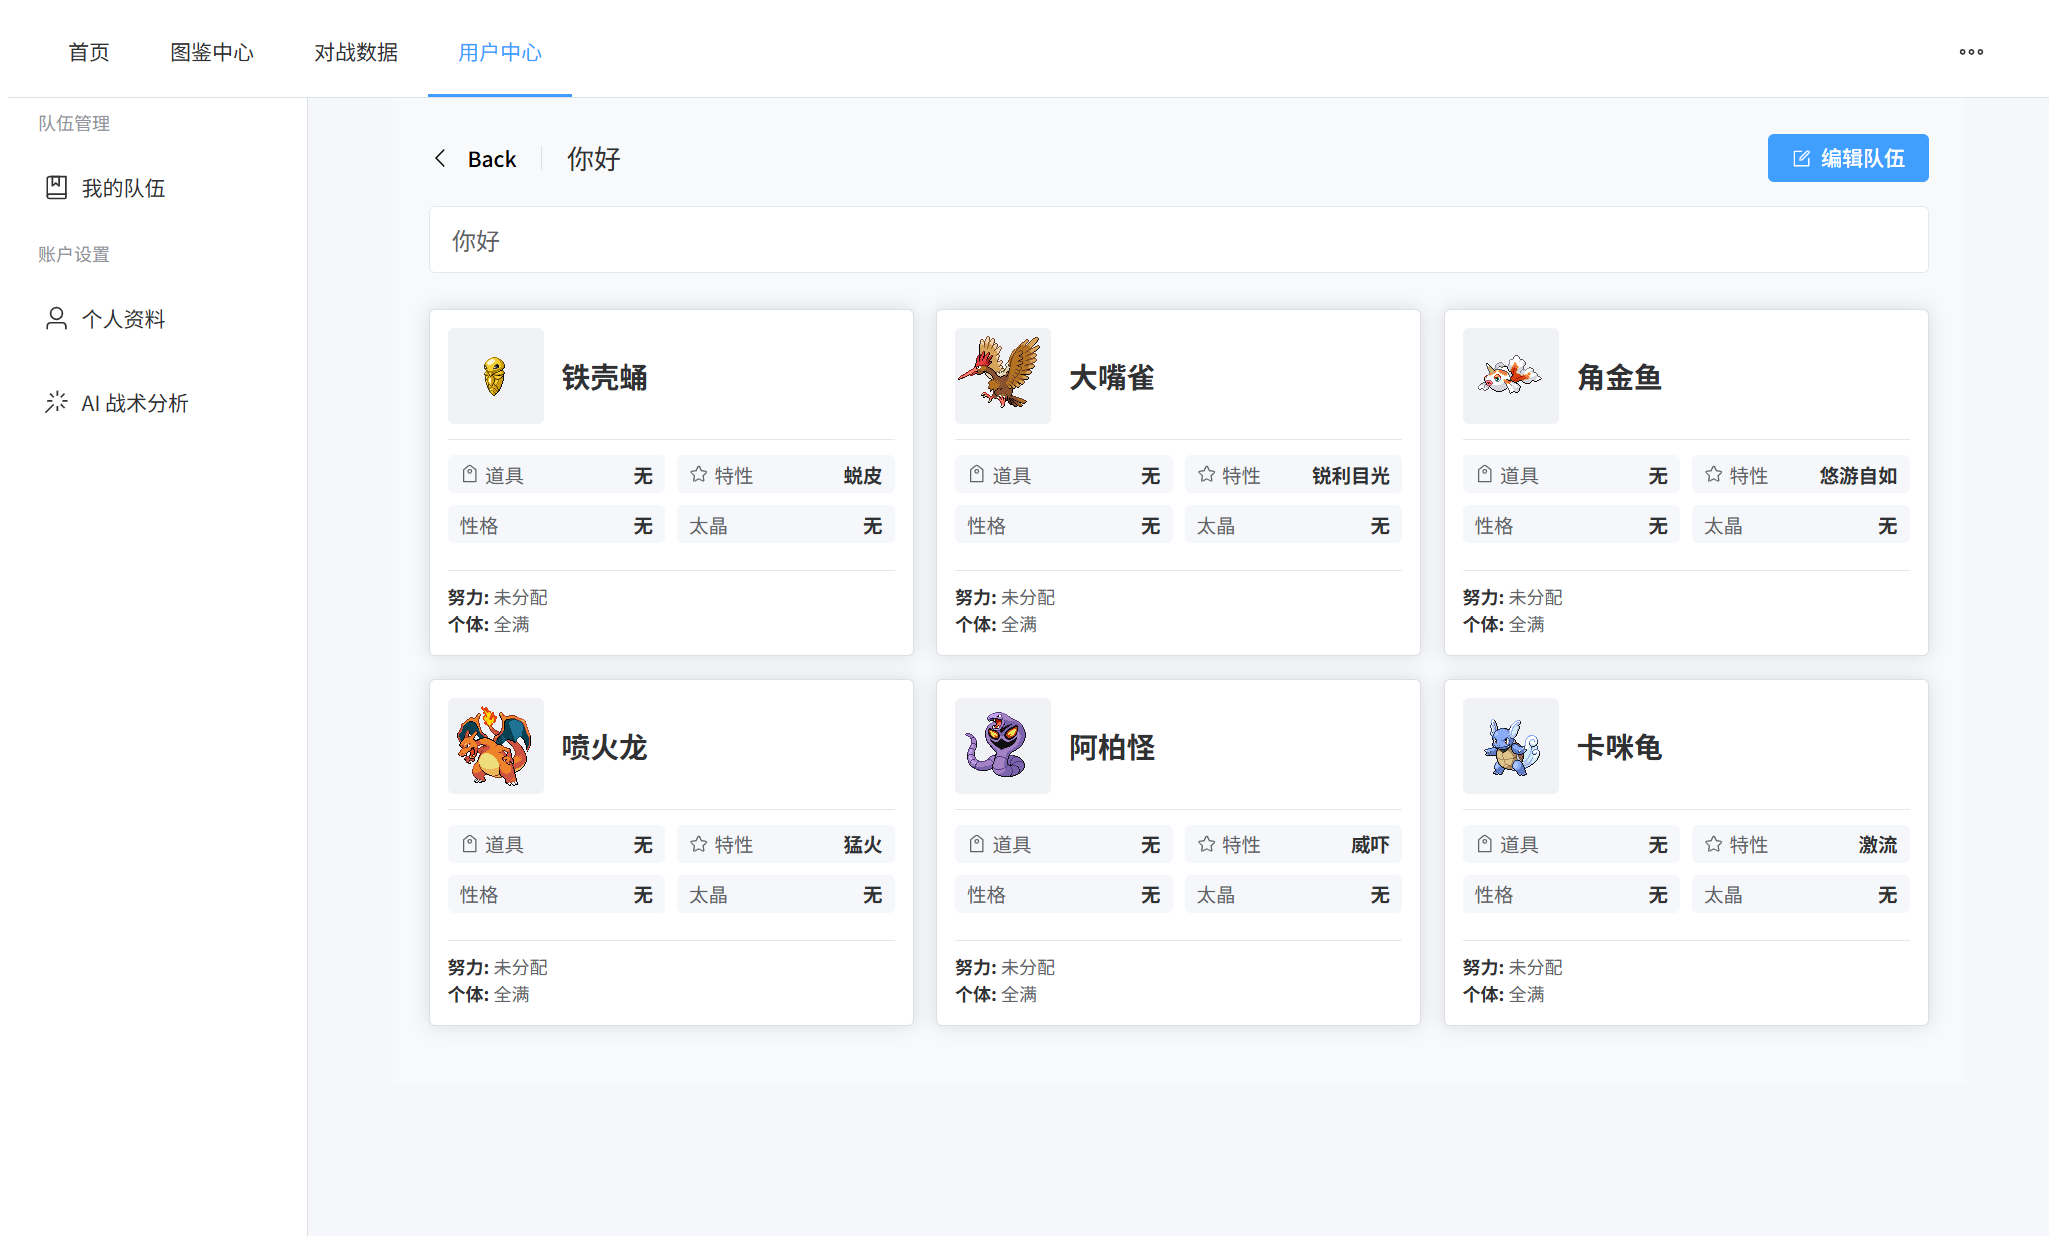 首页 图鉴中心 对战数据 用户中心
队伍管理
我的队伍
账户设置
个人资料
AI 战术分析
Back 你好 编辑队伍
你好
铁壳蛹
道具 无 特性 蜕皮
性格 无 太晶 无
努力: 未分配
个体: 全满
大嘴雀
道具 无 特性 锐利目光
性格 无 太晶 无
努力: 未分配
个体: 全满
角金鱼
道具 无 特性 悠游自如
性格 无 太晶 无
努力: 未分配
个体: 全满
喷火龙
道具 无 特性 猛火
性格 无 太晶 无
努力: 未分配
个体: 全满
阿柏怪
道具 无 特性 威吓
性格 无 太晶 无
努力: 未分配
个体: 全满
卡咪龟
道具 无 特性 激流
性格 无 太晶 无
努力: 未分配
个体: 全满